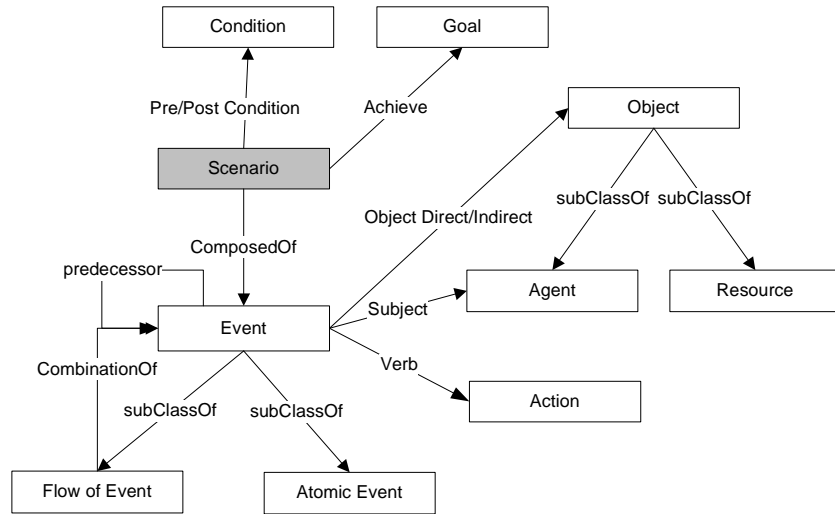 Condition
Goal
Pre/Post Condition
Achieve
Object
Scenario
subClassOf
subClassOf
Object Direct/Indirect
ComposedOf
predecessor
Agent
Resource
Subject
Event
Verb
CombinationOf
Action
subClassOf
subClassOf
Flow of Event
Atomic Event